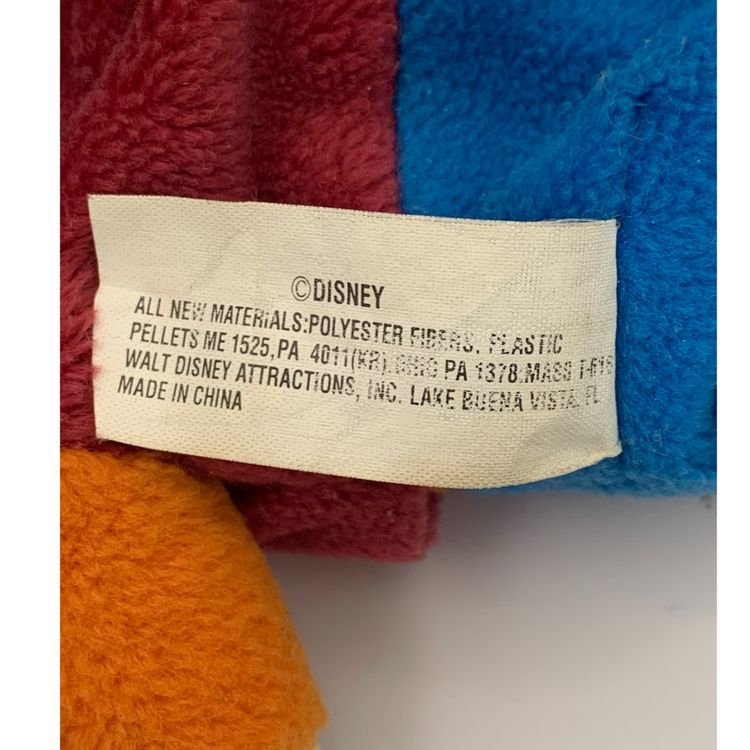 ©DISNEY
ALL NEW MATERIALS:POLYESTER FIBERS, PLASTIC
PELLETS ME 1525,PA 4011(KR).OHIO PA 1378.MASS T-618
WALT DISNEY ATTRACTIONS, INC. LAKE BUENA VISTA, FL
MADE IN CHINA